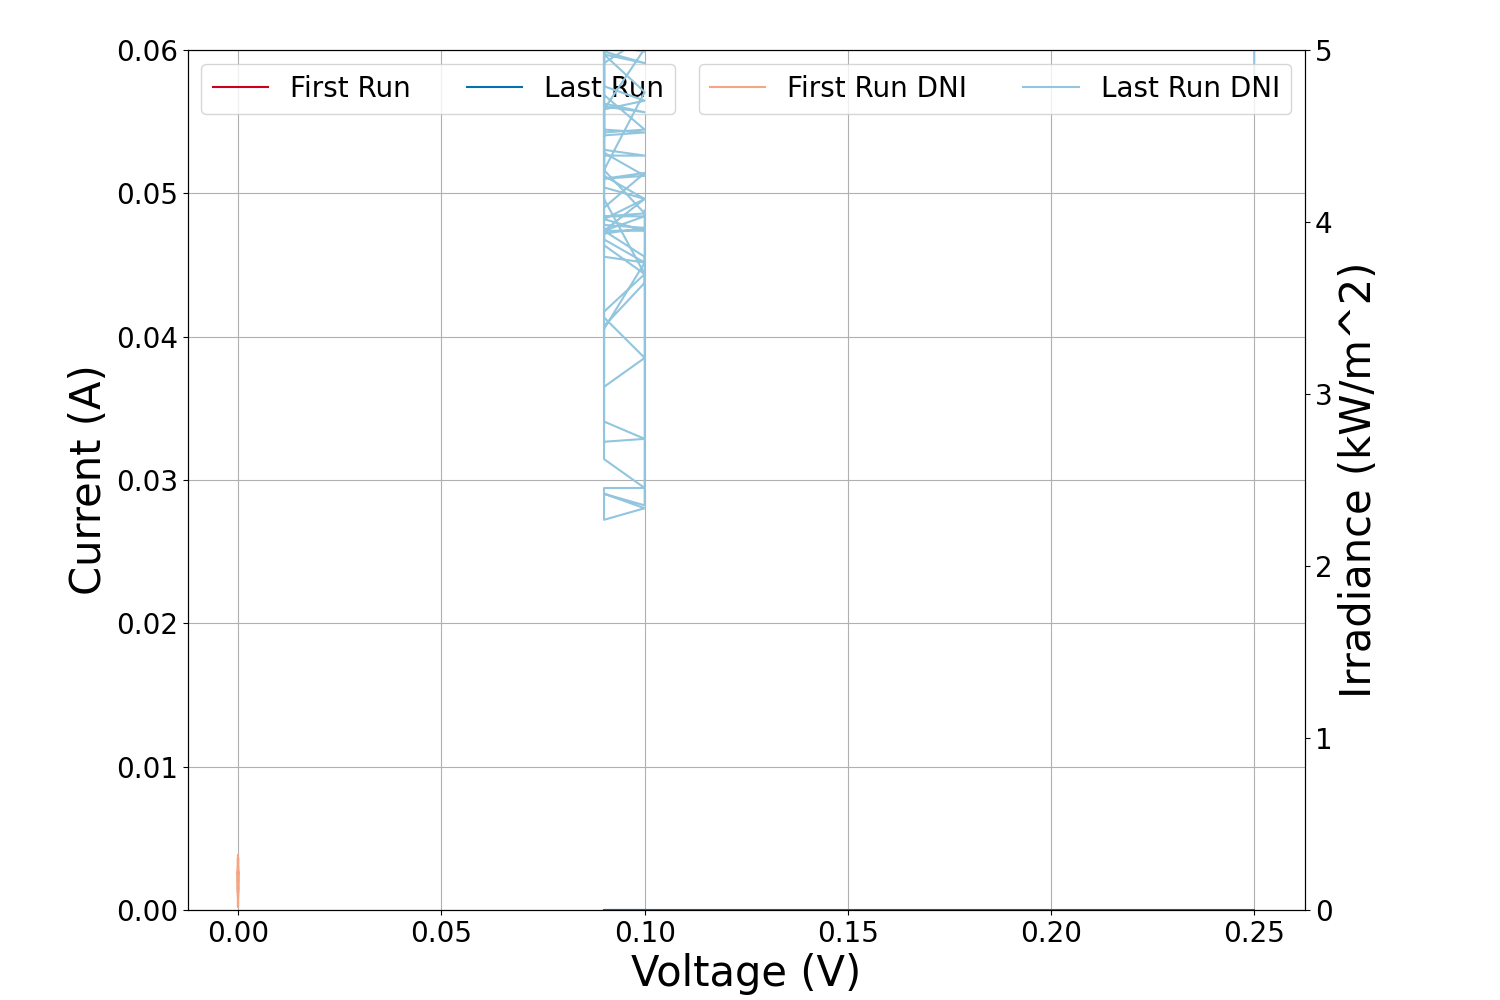 First Run
Last Run
First Run DNI
Last Run DNI
0.06
0.05
0.04
0.03
0.02
0.01
0.00
Current (A)
5
4
3
2
1
0
Irradiance (kW/m^2)
0.00
0.05
0.10
0.15
0.20
0.25
Voltage (V)